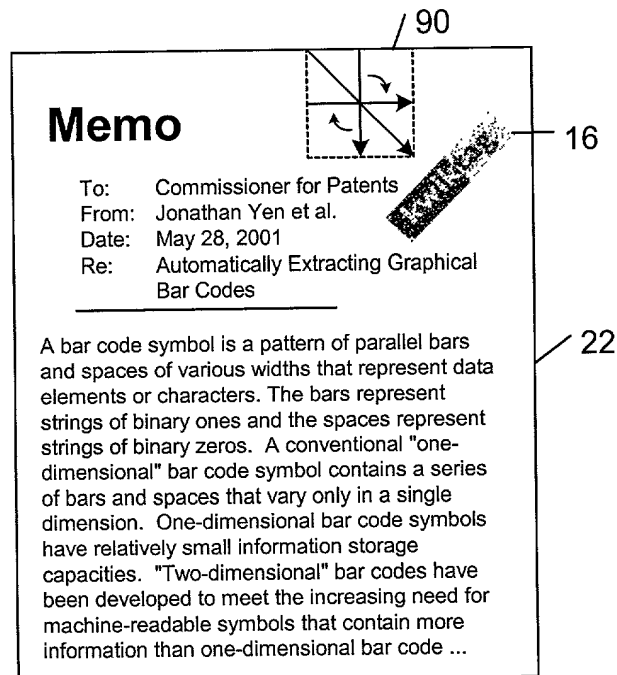 90
Memo
16
To: Commissioner for Patents
From: Jonathan Yen et al.
Date: May 28, 2001
Re: Automatically Extracting Graphical
Bar Codes
22
A bar code symbol is a pattern of parallel bars
and spaces of various widths that represent data
elements or characters. The bars represent
strings of binary ones and the spaces represent
strings of binary zeros. A conventional "one-
dimensional" bar code symbol contains a series
of bars and spaces that vary only in a single
dimension. One-dimensional bar code symbols
have relatively small information storage
capacities. "Two-dimensional" bar codes have
been developed to meet the increasing need for
machine-readable symbols that contain more
information than one-dimensional bar code ...